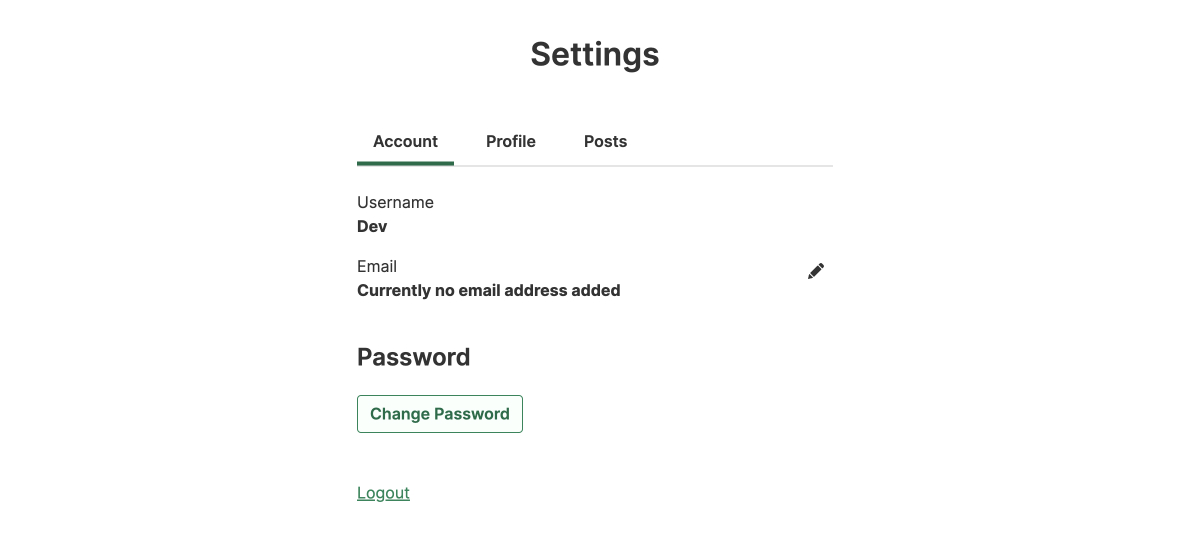 Settings
Account Profile Posts
Username
Dev
Email
Currently no email address added
Password
Change Password
Logout